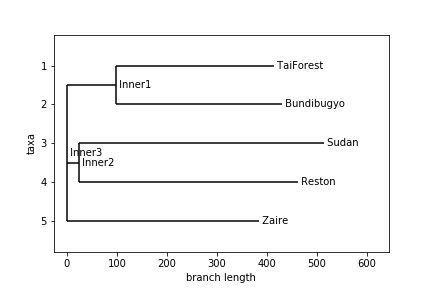 1
TaiForest
Inner1
2
Bundibugyo
3
Sudan
Inner3
Inner2
4
Reston
5
Zaire
taxa
0 100 200 300 400 500 600
branch length